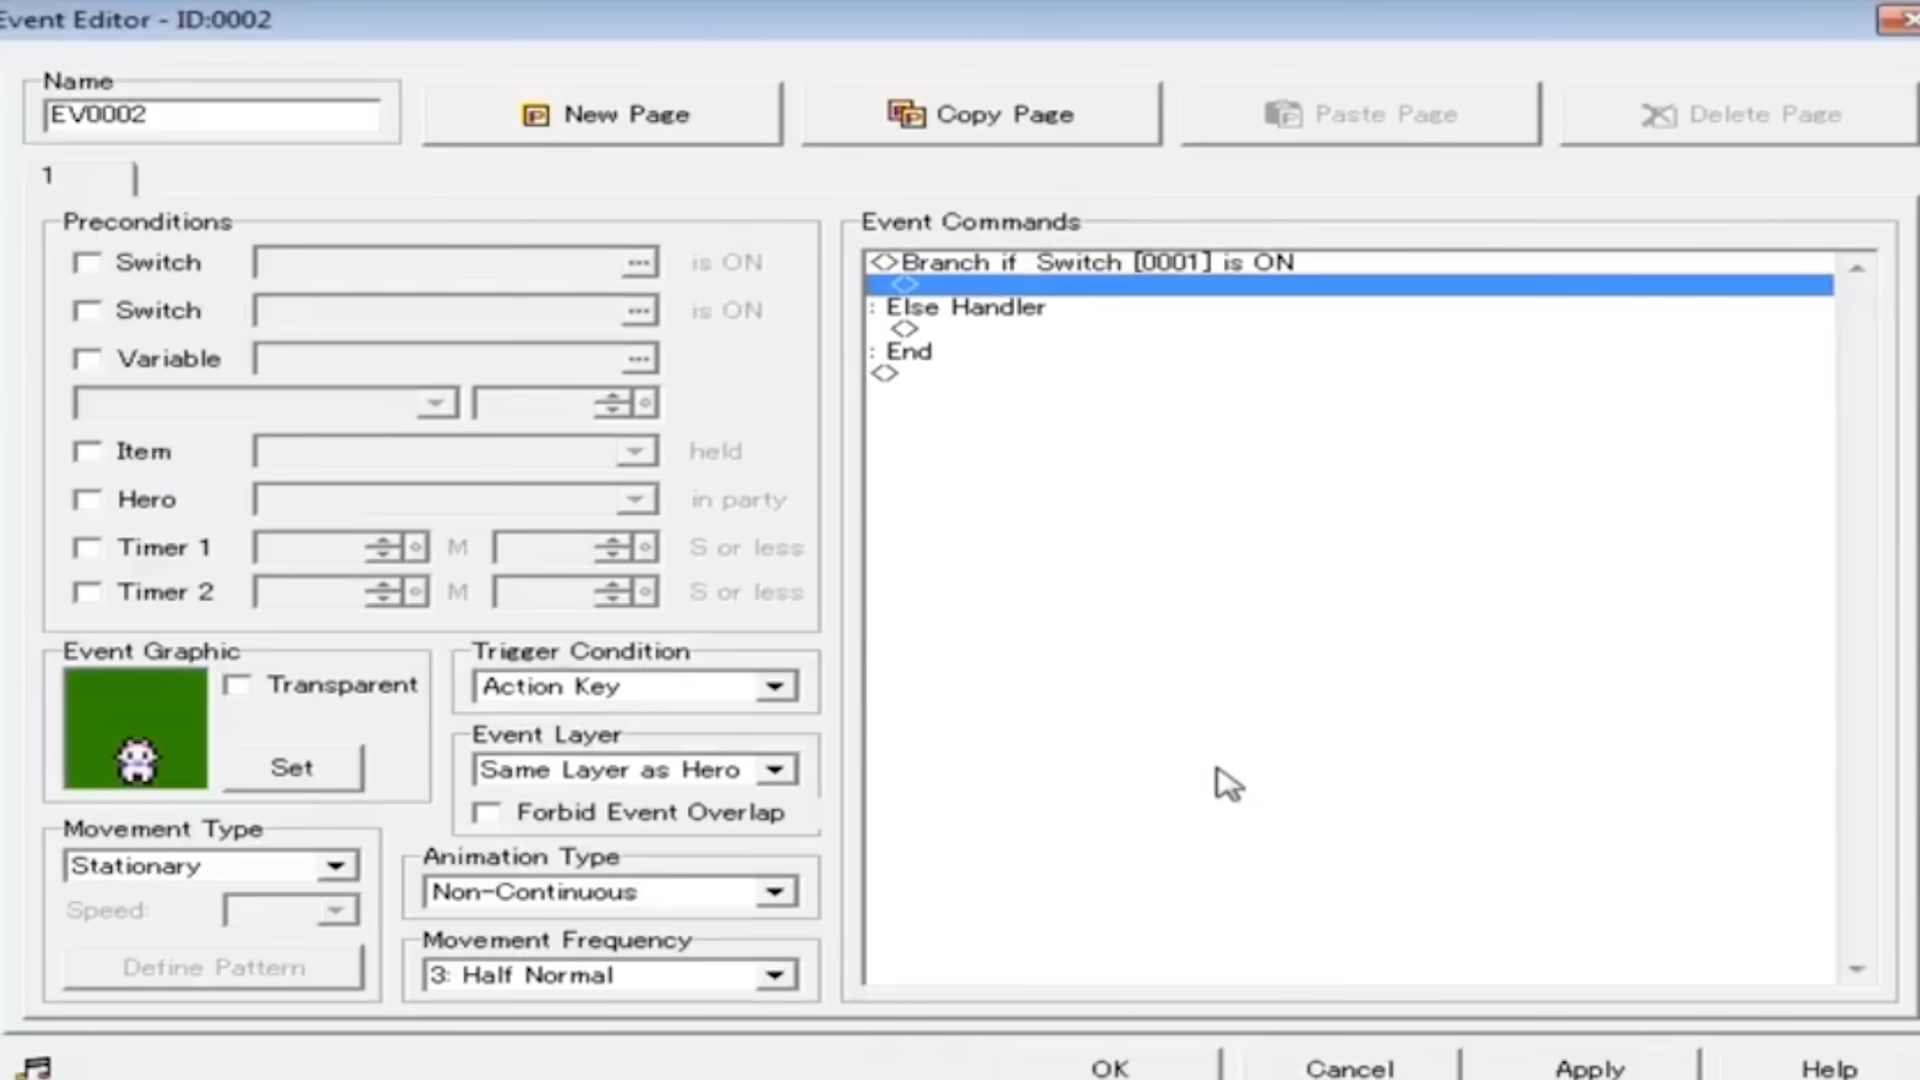 Event Editor - ID:0002
Name
EV0002
New Page
Copy Page
Paste Page
Delete Page
1
Preconditions
Switch ... is ON
Switch ... is ON
Variable ...
Item held
Hero in party
Timer 1 M S or less
Timer 2 M S or less
Event Graphic
Transparent
Set
Trigger Condition
Action Key
Event Layer
Same Layer as Hero
Forbid Event Overlap
Movement Type
Stationary
Speed:
Define Pattern
Animation Type
Non-Continuous
Movement Frequency
3: Half Normal
Event Commands
<>Branch if Switch [0001] is ON
<>
: Else Handler
<>
: End
<>
OK
Cancel
Apply
Help